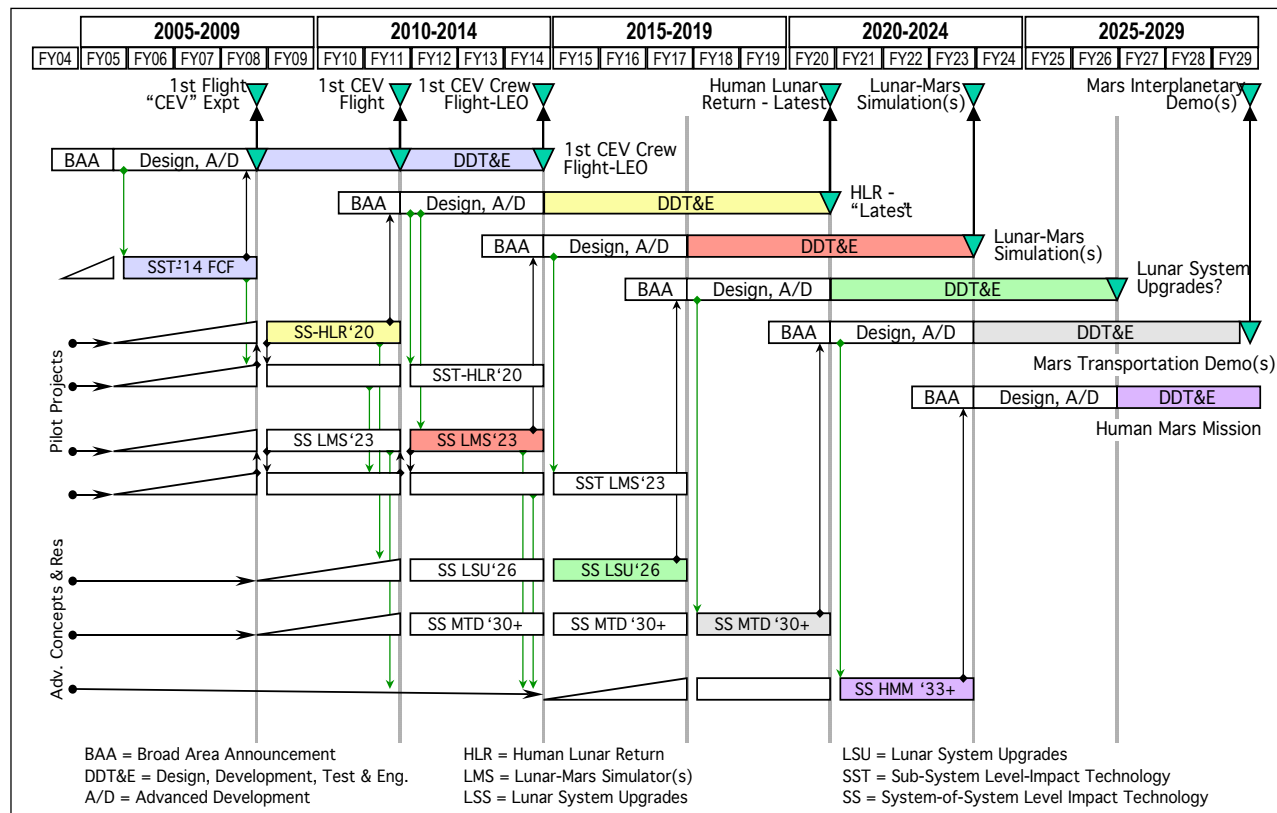 2005-2009 2010-2014 2015-2019 2020-2024 2025-2029
FY04 FY05 FY06 FY07 FY08 FY09 FY10 FY11 FY12 FY13 FY14 FY15 FY16 FY17 FY18 FY19 FY20 FY21 FY22 FY23 FY24 FY25 FY26 FY27 FY28 FY29
1st Flight
“CEV” Expt
1st CEV
Flight
1st CEV Crew
Flight-LEO
Human Lunar
Return - Latest
Lunar-Mars
Simulation(s)
Mars Interplanetary
Demo(s)
BAA Design, A/D DDT&E
1st CEV Crew
Flight-LEO
BAA Design, A/D DDT&E
HLR -
“Latest”
BAA Design, A/D DDT&E
Lunar-Mars
Simulation(s)
SST-'14 FCF
BAA Design, A/D DDT&E
Lunar System
Upgrades?
SS-HLR‘20
BAA Design, A/D DDT&E
Mars Transportation Demo(s)
SST-HLR‘20
BAA Design, A/D DDT&E
Human Mars Mission
Pilot Projects
SS LMS‘23 SS LMS‘23
SST LMS‘23
Adv. Concepts & Res
SS LSU‘26 SS LSU‘26
SS MTD ‘30+ SS MTD ‘30+ SS MTD ‘30+
SS HMM ‘33+
BAA = Broad Area Announcement
DDT&E = Design, Development, Test & Eng.
A/D = Advanced Development
HLR = Human Lunar Return
LMS = Lunar-Mars Simulator(s)
LSS = Lunar System Upgrades
LSU = Lunar System Upgrades
SST = Sub-System Level-Impact Technology
SS = System-of-System Level Impact Technology